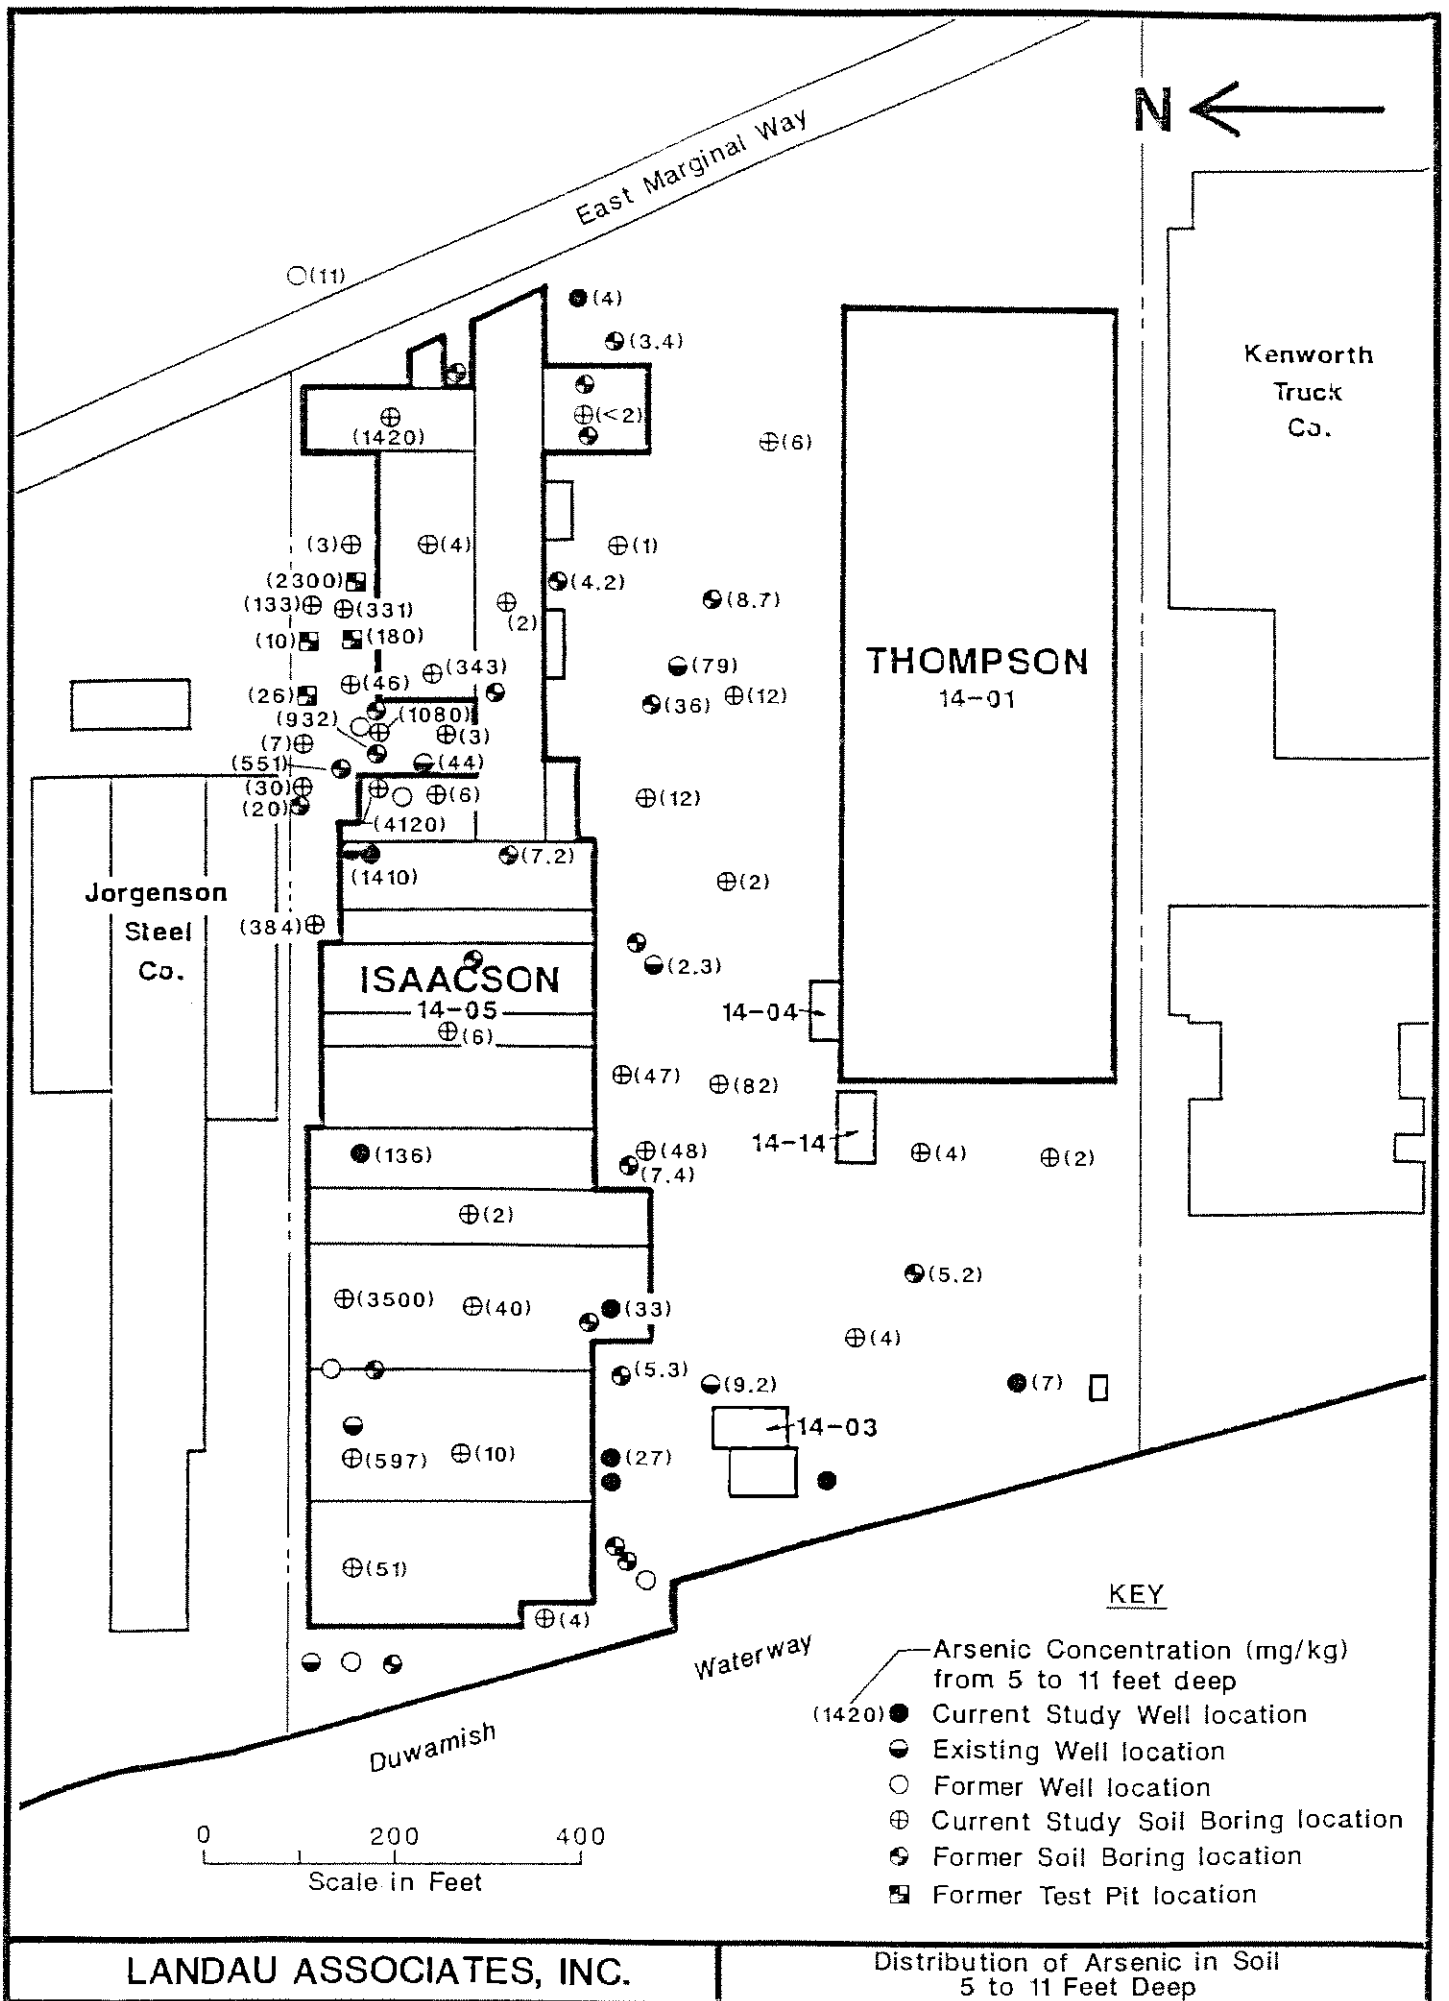 N
East Marginal Way
(11)
(4)
(3.4)
Kenworth
Truck
Co.
(<2)
(1420)
(6)
(3)
(4)
(1)
(2300)
(4.2)
(133)
(331)
(8.7)
(2)
(10)
(180)
(343)
(79)
THOMPSON
14-01
(46)
(26)
(12)
(36)
(932)
(1080)
(7)
(3)
(551)
(44)
(30)
(6)
(12)
(20)
(4120)
(7.2)
(1410)
(2)
Jorgenson
Steel
Co.
(384)
(2.3)
ISAACSON
14-05
14-04
(6)
(47)
(82)
14-14
(136)
(48)
(7.4)
(4)
(2)
(2)
(5.2)
(3500)
(40)
(33)
(4)
(5.3)
(9.2)
(7)
14-03
(597)
(10)
(27)
(51)
(4)
Waterway
Duwamish
KEY
Arsenic Concentration (mg/kg)
from 5 to 11 feet deep
(1420) Current Study Well location
Existing Well location
Former Well location
Current Study Soil Boring location
Former Soil Boring location
Former Test Pit location
0 200 400
Scale in Feet
LANDAU ASSOCIATES, INC.
Distribution of Arsenic in Soil
5 to 11 Feet Deep